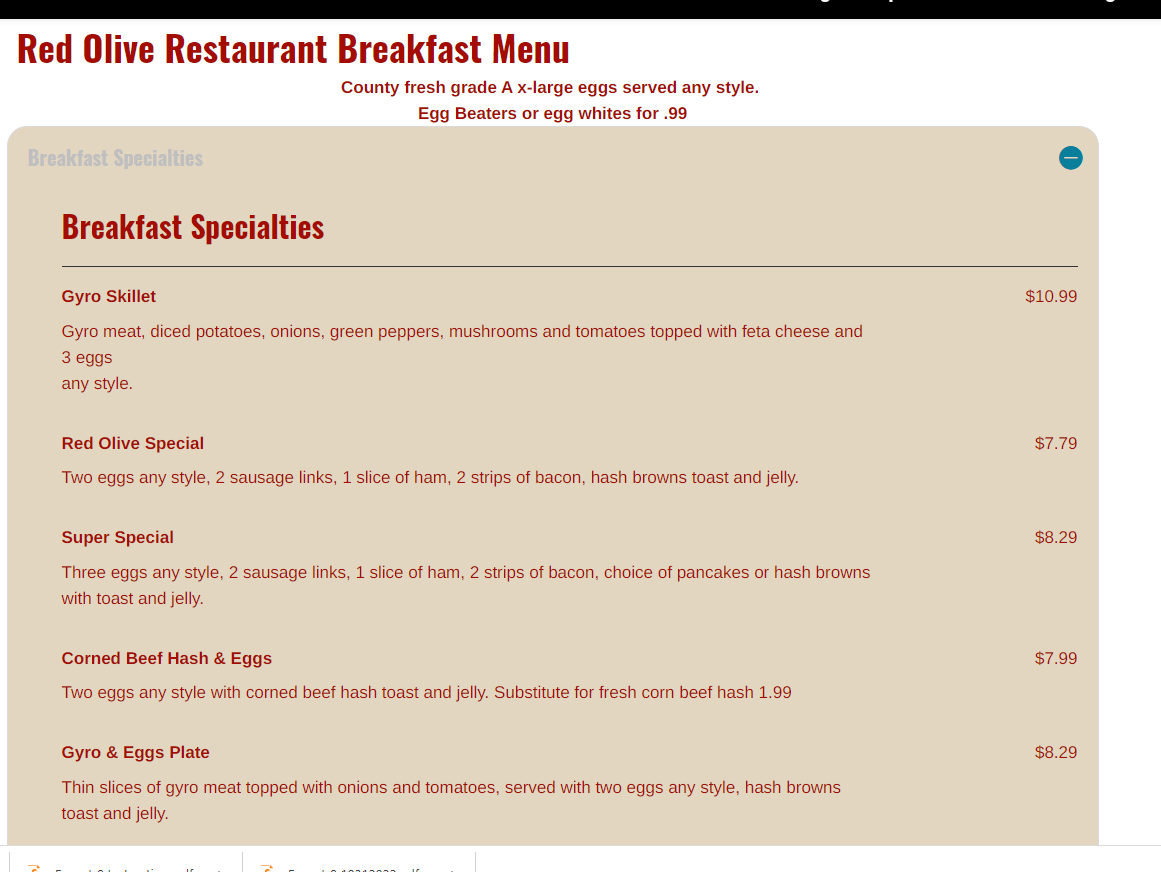 Red Olive Restaurant Breakfast Menu
County fresh grade A x-large eggs served any style.
Egg Beaters or egg whites for .99
Breakfast Specialties
Breakfast Specialties
Gyro Skillet $10.99
Gyro meat, diced potatoes, onions, green peppers, mushrooms and tomatoes topped with feta cheese and
3 eggs
any style.
Red Olive Special $7.79
Two eggs any style, 2 sausage links, 1 slice of ham, 2 strips of bacon, hash browns toast and jelly.
Super Special $8.29
Three eggs any style, 2 sausage links, 1 slice of ham, 2 strips of bacon, choice of pancakes or hash browns
with toast and jelly.
Corned Beef Hash & Eggs $7.99
Two eggs any style with corned beef hash toast and jelly. Substitute for fresh corn beef hash 1.99
Gyro & Eggs Plate $8.29
Thin slices of gyro meat topped with onions and tomatoes, served with two eggs any style, hash browns
toast and jelly.